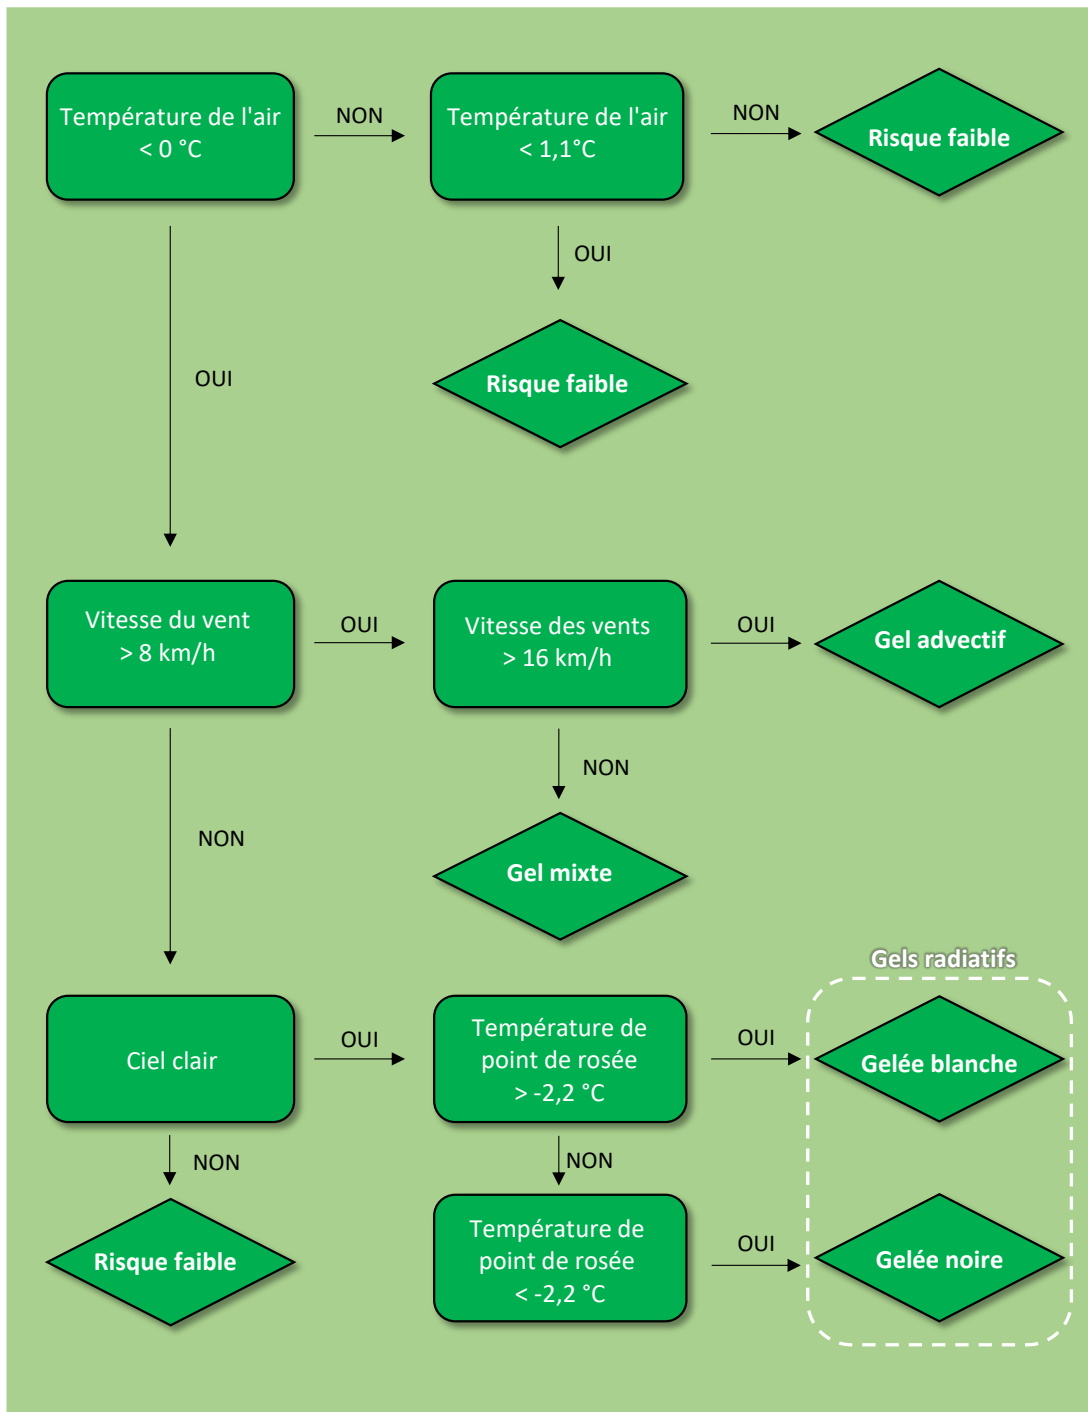 Température de l'air
< 0 °C
NON
Température de l'air
< 1,1°C
NON
Risque faible
OUI
Risque faible
OUI
Vitesse du vent
> 8 km/h
OUI
Vitesse des vents
> 16 km/h
OUI
Gel advectif
NON
Gel mixte
NON
Gels radiatifs
Ciel clair
OUI
Température de
point de rosée
> -2,2 °C
OUI
Gelée blanche
NON
NON
Risque faible
Température de
point de rosée
< -2,2 °C
OUI
Gelée noire